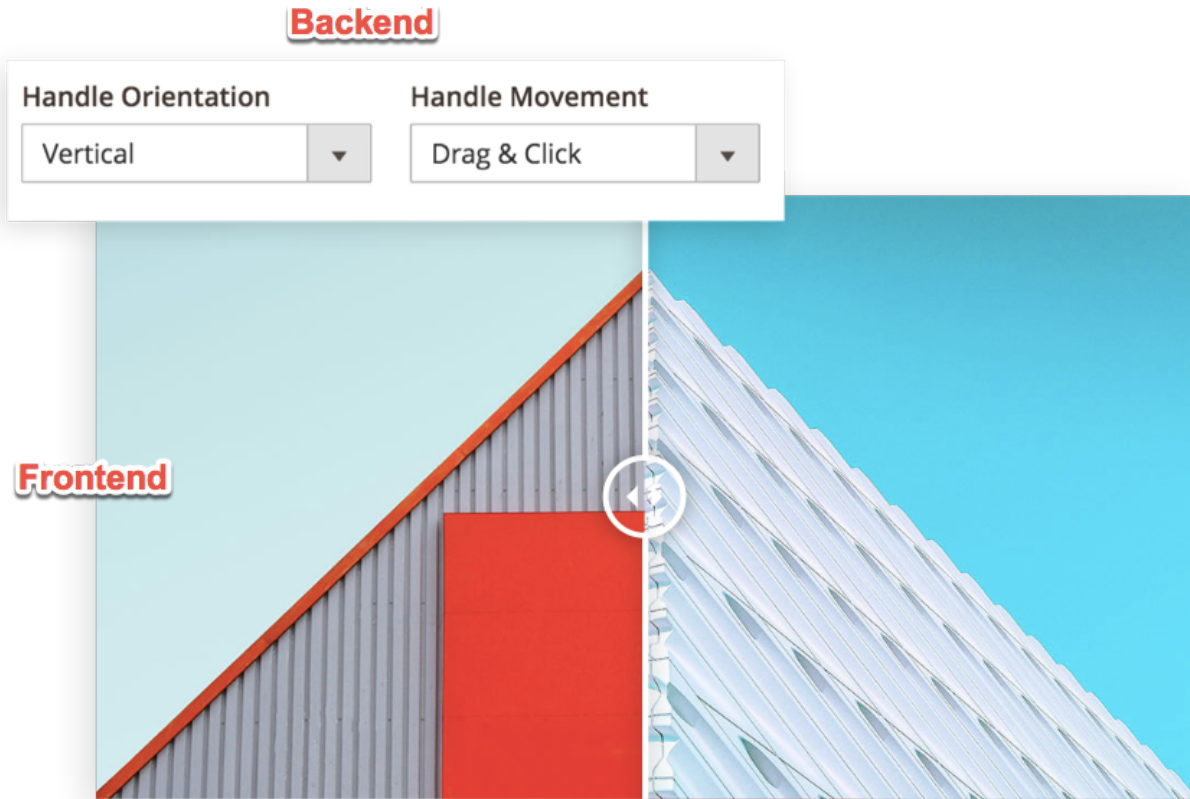 Backend
Handle Orientation Handle Movement
Vertical Drag & Click
Frontend